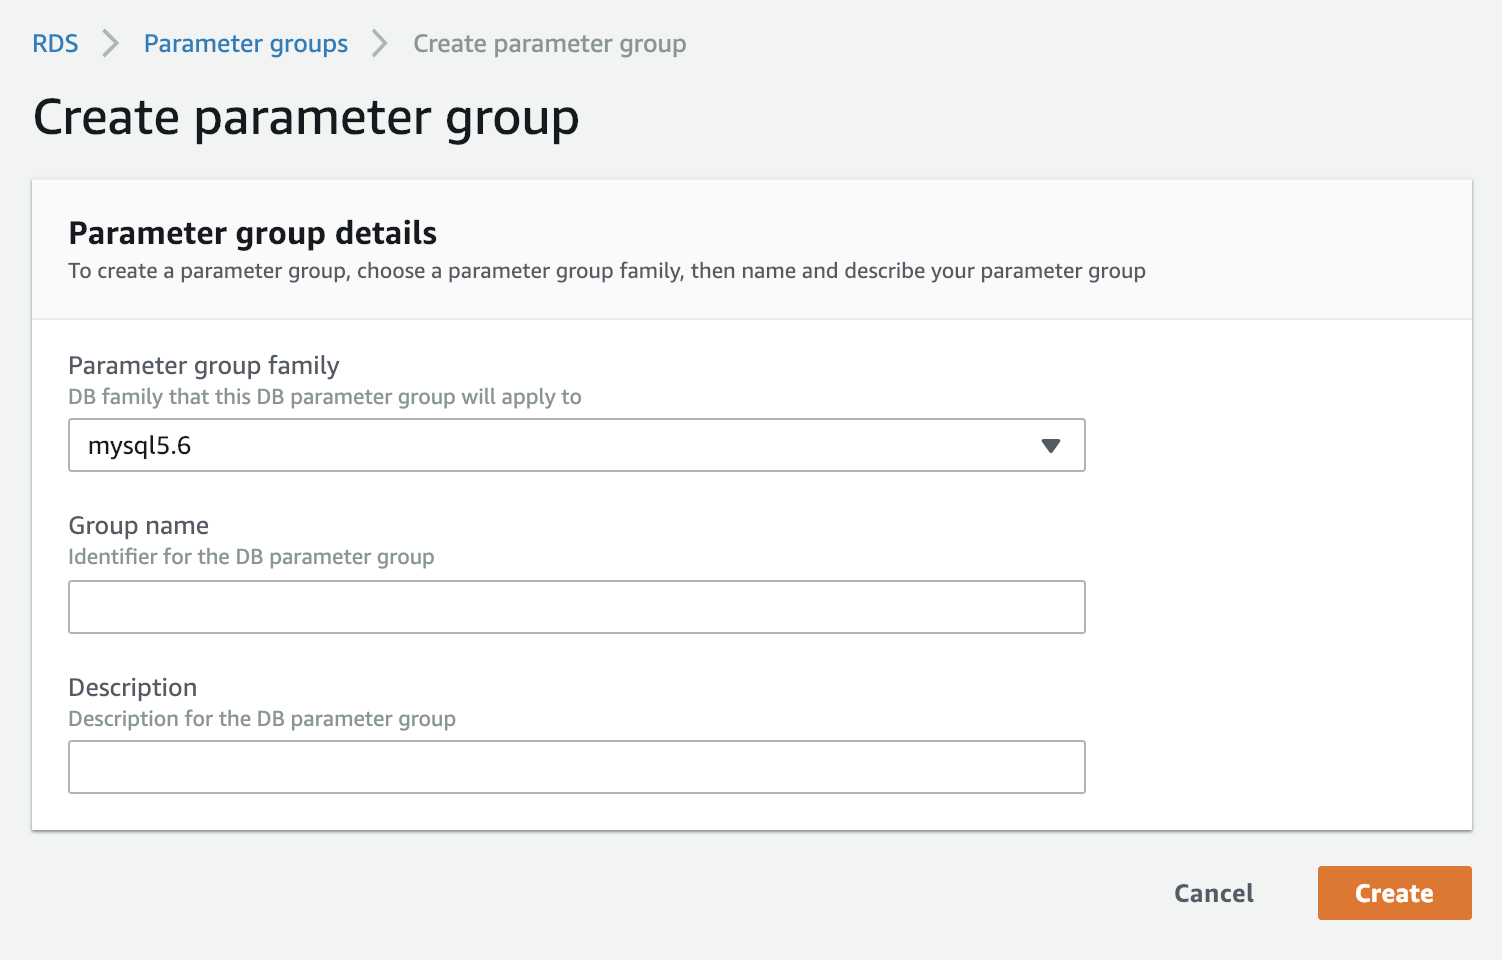 RDS > Parameter groups > Create parameter group
Create parameter group
Parameter group details
To create a parameter group, choose a parameter group family, then name and describe your parameter group
Parameter group family
DB family that this DB parameter group will apply to
mysql5.6
Group name
Identifier for the DB parameter group
Description
Description for the DB parameter group
Cancel
Create